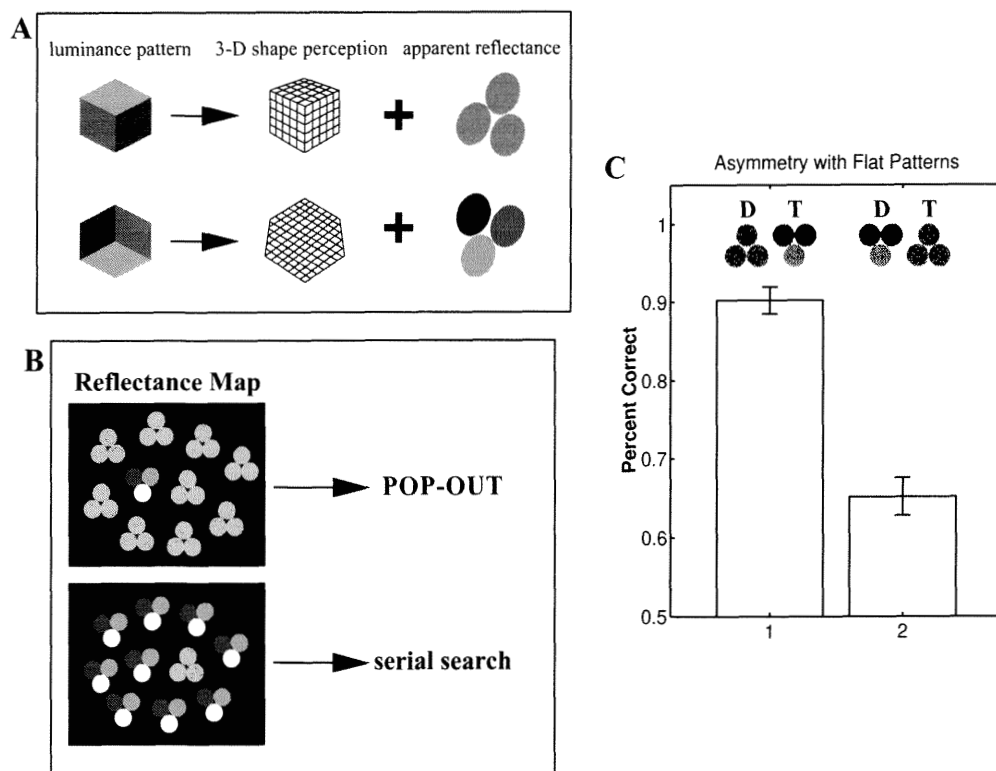 A
luminance pattern 3-D shape perception apparent reflectance
B
Reflectance Map
POP-OUT
serial search
C
Asymmetry with Flat Patterns
D T D T
1
0.9
0.8
0.7
0.6
0.5
Percent Correct
1 2